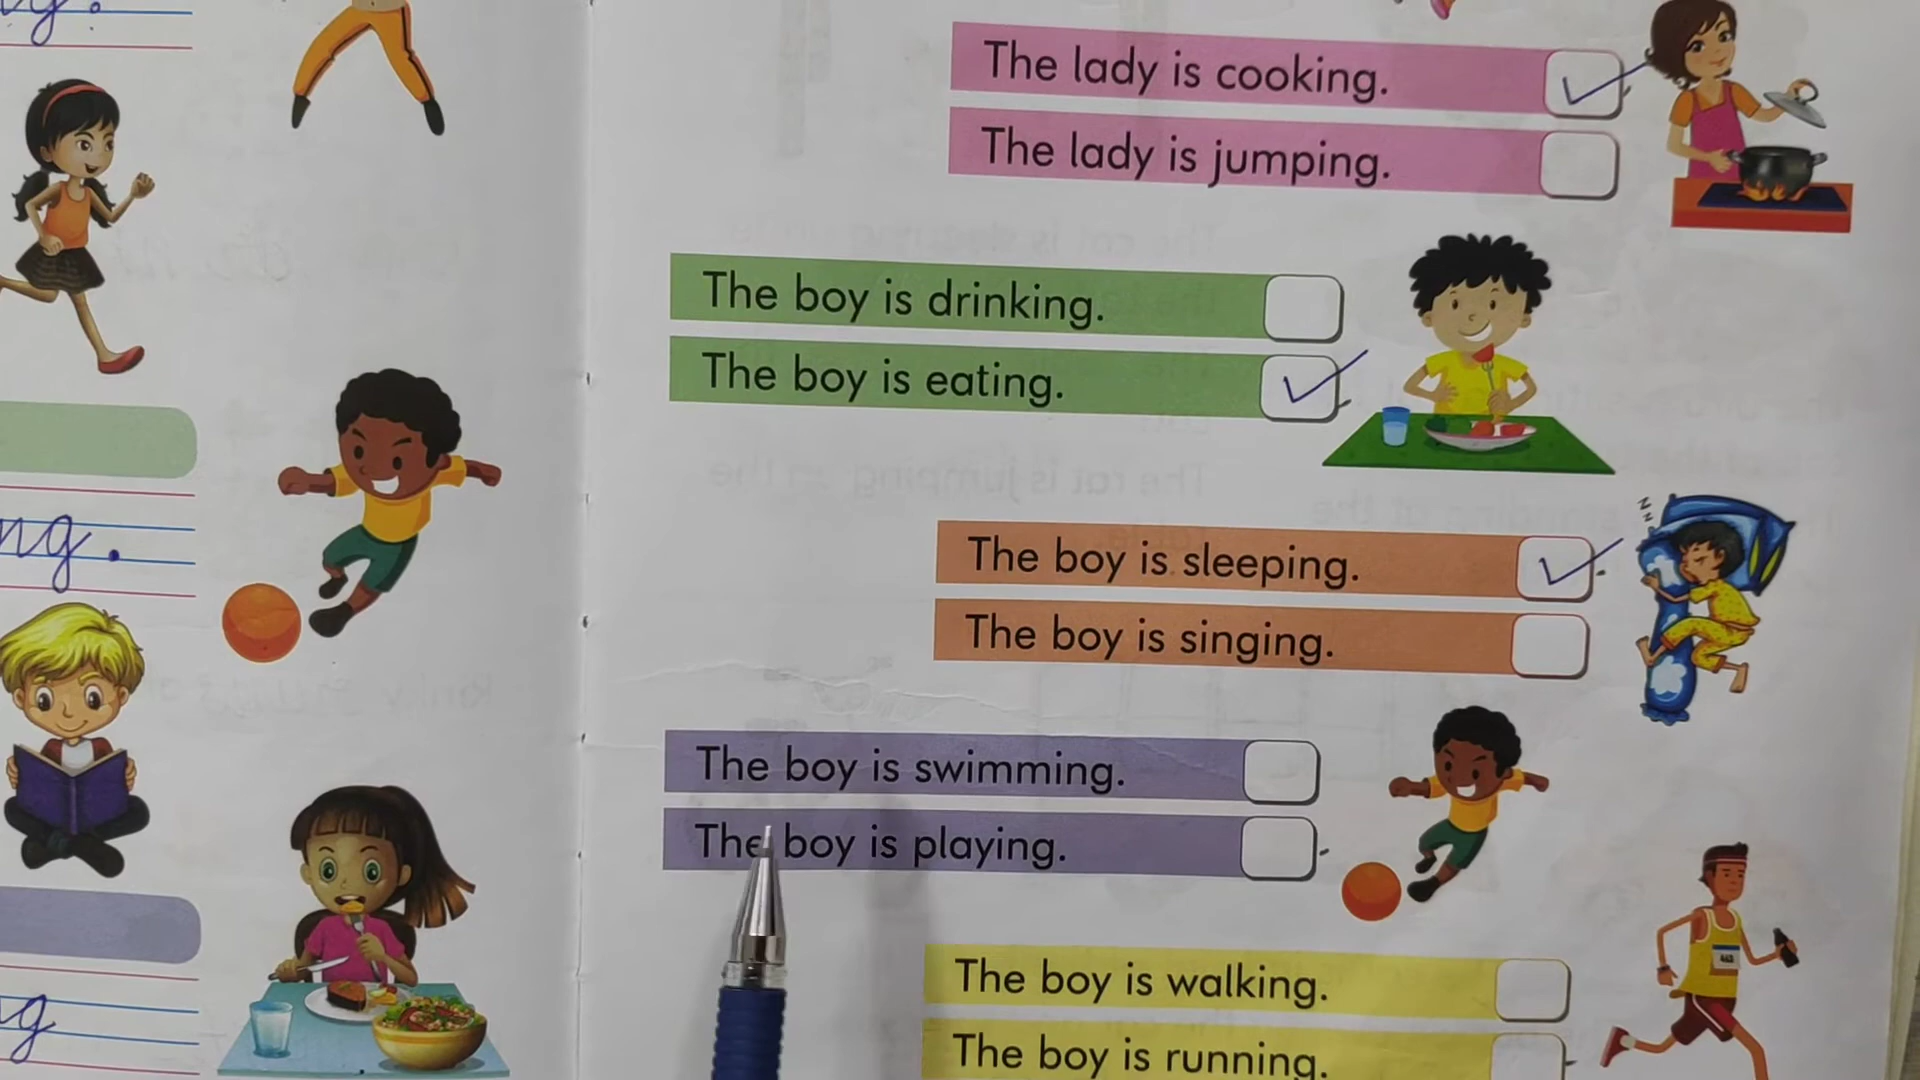 The lady is cooking.
The lady is jumping.
The boy is drinking.
The boy is eating.
The boy is sleeping.
The boy is singing.
The boy is swimming.
The boy is playing.
The boy is walking.
The boy is running.
ng.